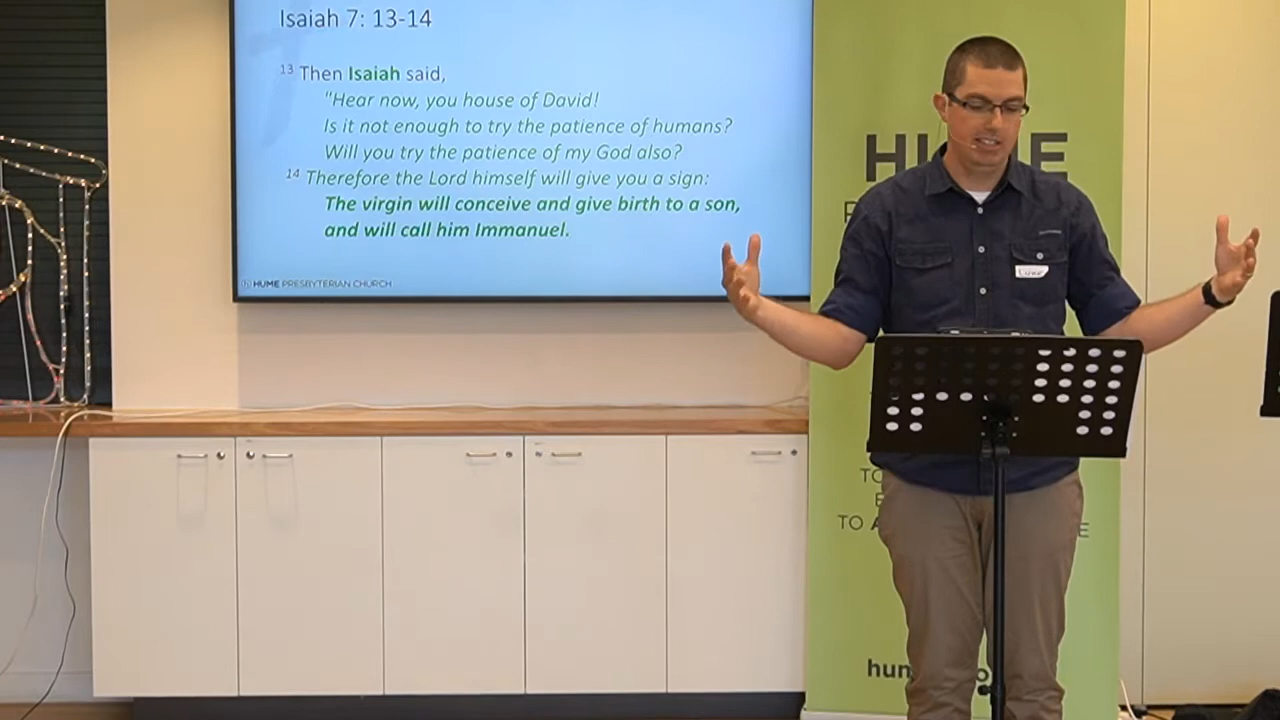 Isaiah 7: 13-14
13 Then Isaiah said,
"Hear now, you house of David!
Is it not enough to try the patience of humans?
Will you try the patience of my God also?
14 Therefore the Lord himself will give you a sign:
The virgin will conceive and give birth to a son,
and will call him Immanuel.
HUME PRESBYTERIAN CHURCH
HUME
TO
hum